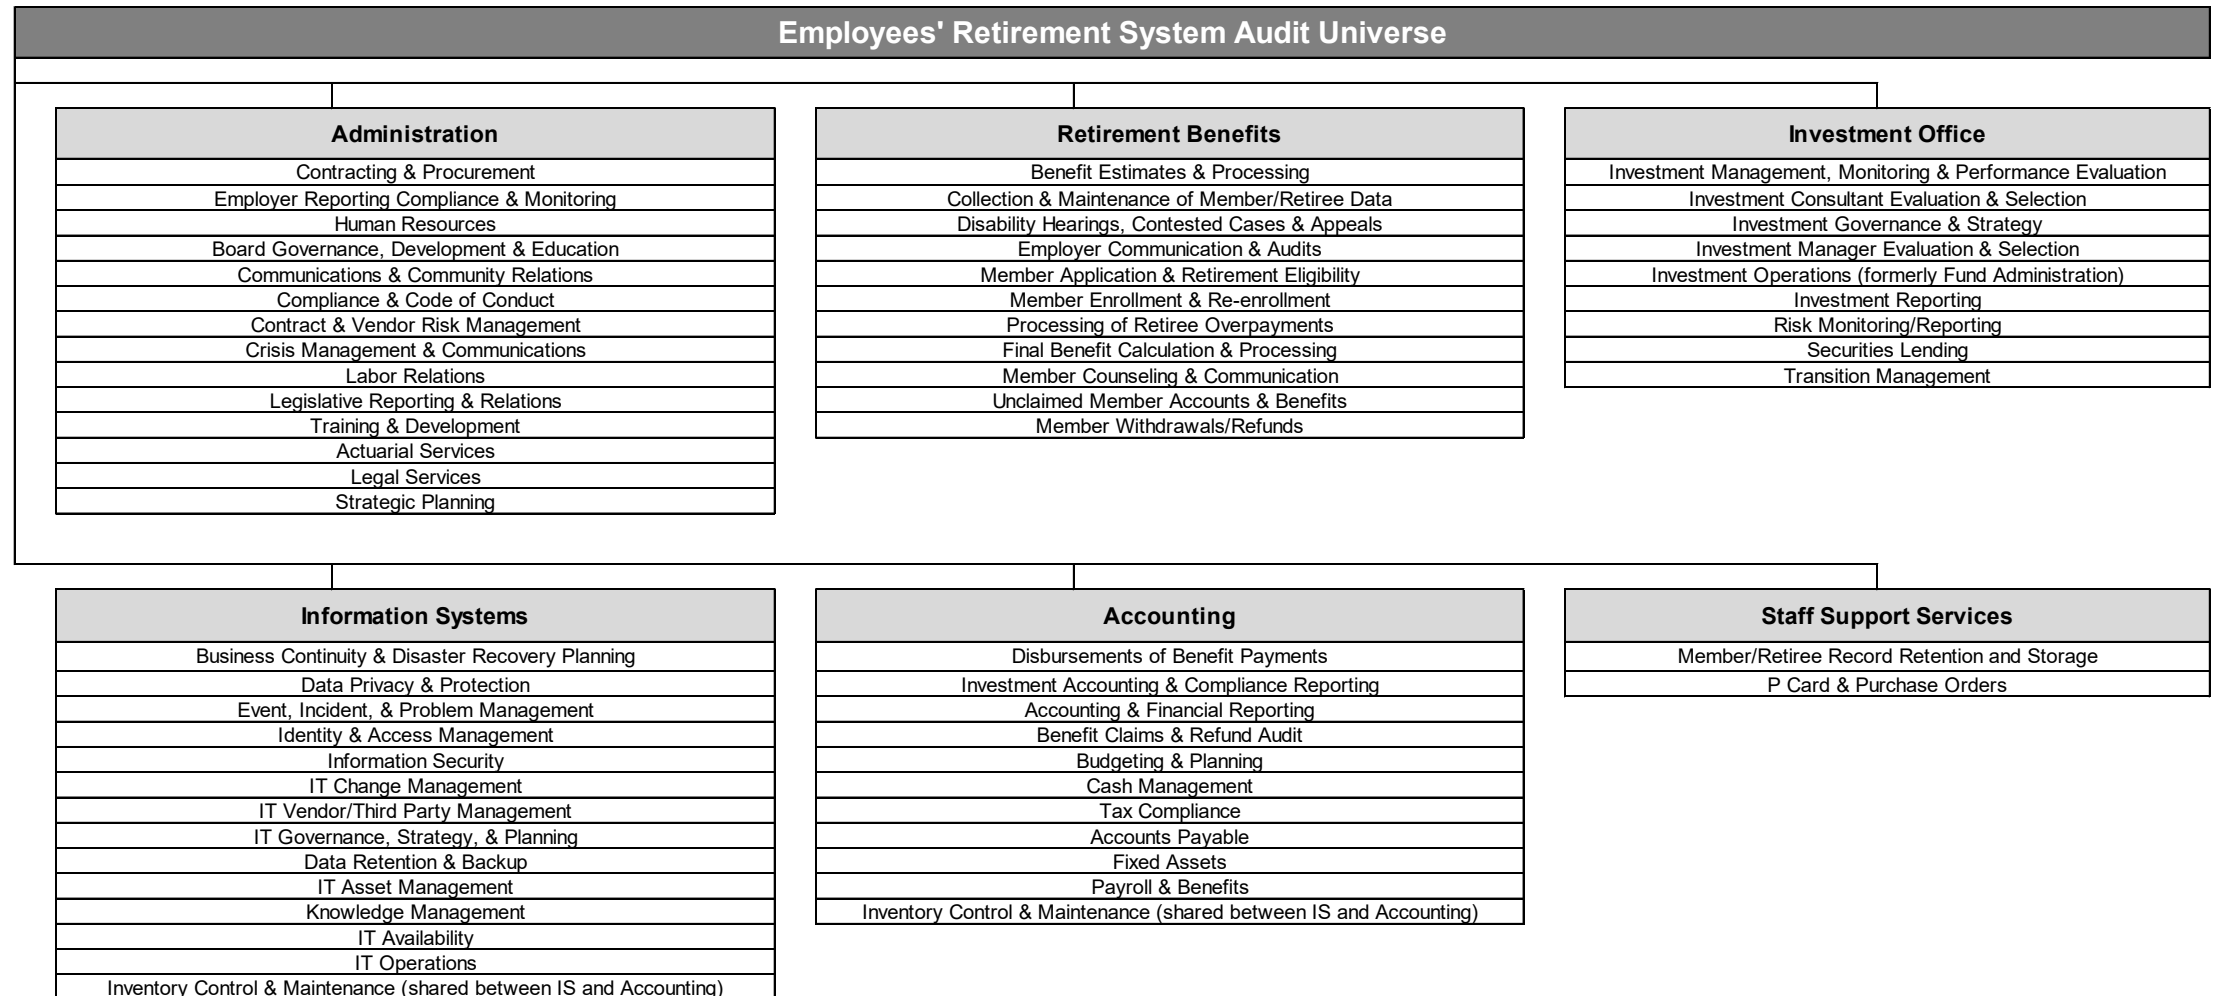 Employees' Retirement System Audit Universe
Administration
Contracting & Procurement
Employer Reporting Compliance & Monitoring
Human Resources
Board Governance, Development & Education
Communications & Community Relations
Compliance & Code of Conduct
Contract & Vendor Risk Management
Crisis Management & Communications
Labor Relations
Legislative Reporting & Relations
Training & Development
Actuarial Services
Legal Services
Strategic Planning
Retirement Benefits
Benefit Estimates & Processing
Collection & Maintenance of Member/Retiree Data
Disability Hearings, Contested Cases & Appeals
Employer Communication & Audits
Member Application & Retirement Eligibility
Member Enrollment & Re-enrollment
Processing of Retiree Overpayments
Final Benefit Calculation & Processing
Member Counseling & Communication
Unclaimed Member Accounts & Benefits
Member Withdrawals/Refunds
Investment Office
Investment Management, Monitoring & Performance Evaluation
Investment Consultant Evaluation & Selection
Investment Governance & Strategy
Investment Manager Evaluation & Selection
Investment Operations (formerly Fund Administration)
Investment Reporting
Risk Monitoring/Reporting
Securities Lending
Transition Management
Information Systems
Business Continuity & Disaster Recovery Planning
Data Privacy & Protection
Event, Incident, & Problem Management
Identity & Access Management
Information Security
IT Change Management
IT Vendor/Third Party Management
IT Governance, Strategy, & Planning
Data Retention & Backup
IT Asset Management
Knowledge Management
IT Availability
IT Operations
Inventory Control & Maintenance (shared between IS and Accounting)
Accounting
Disbursements of Benefit Payments
Investment Accounting & Compliance Reporting
Accounting & Financial Reporting
Benefit Claims & Refund Audit
Budgeting & Planning
Cash Management
Tax Compliance
Accounts Payable
Fixed Assets
Payroll & Benefits
Inventory Control & Maintenance (shared between IS and Accounting)
Staff Support Services
Member/Retiree Record Retention and Storage
P Card & Purchase Orders